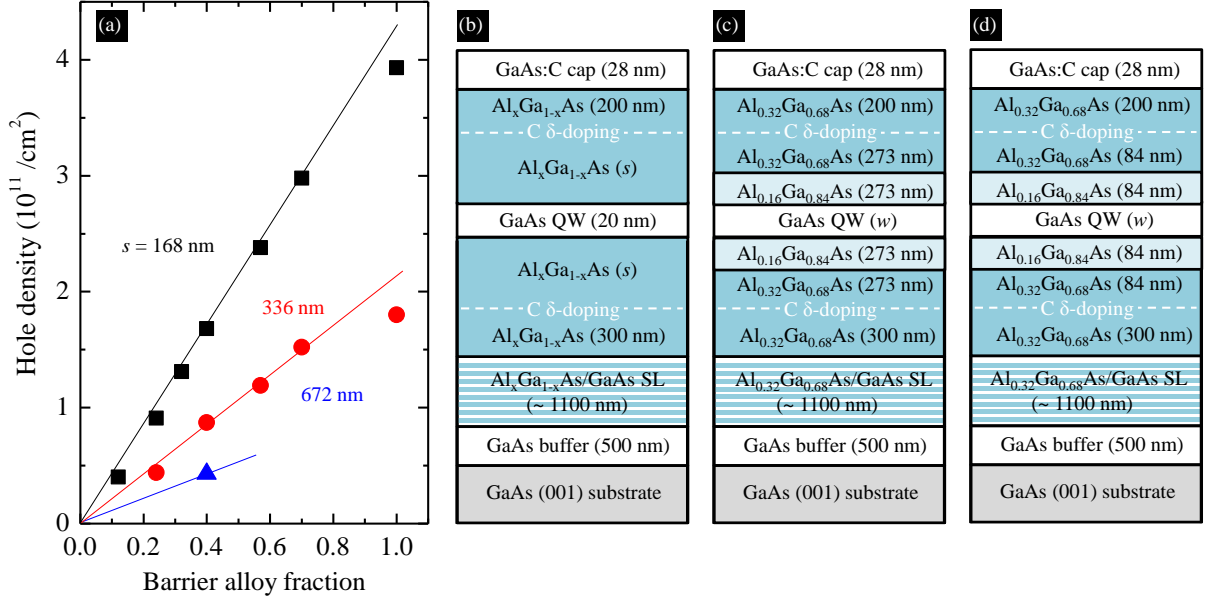 (a)
Hole density (10¹¹ /cm²)
4
3
2
1
0
0.0 0.2 0.4 0.6 0.8 1.0
Barrier alloy fraction
s = 168 nm
336 nm
672 nm
(b)
GaAs:C cap (28 nm)
AlₓGa₁₋ₓAs (200 nm)
C δ-doping
AlₓGa₁₋ₓAs (s)
GaAs QW (20 nm)
AlₓGa₁₋ₓAs (s)
C δ-doping
AlₓGa₁₋ₓAs (300 nm)
AlₓGa₁₋ₓAs/GaAs SL
(~ 1100 nm)
GaAs buffer (500 nm)
GaAs (001) substrate
(c)
GaAs:C cap (28 nm)
Al₀.₃₂Ga₀.₆₈As (200 nm)
C δ-doping
Al₀.₃₂Ga₀.₆₈As (273 nm)
Al₀.₁₆Ga₀.₈₄As (273 nm)
GaAs QW (w)
Al₀.₁₆Ga₀.₈₄As (273 nm)
Al₀.₃₂Ga₀.₆₈As (273 nm)
C δ-doping
Al₀.₃₂Ga₀.₆₈As (300 nm)
Al₀.₃₂Ga₀.₆₈As/GaAs SL
(~ 1100 nm)
GaAs buffer (500 nm)
GaAs (001) substrate
(d)
GaAs:C cap (28 nm)
Al₀.₃₂Ga₀.₆₈As (200 nm)
C δ-doping
Al₀.₃₂Ga₀.₆₈As (84 nm)
Al₀.₁₆Ga₀.₈₄As (84 nm)
GaAs QW (w)
Al₀.₁₆Ga₀.₈₄As (84 nm)
Al₀.₃₂Ga₀.₆₈As (84 nm)
C δ-doping
Al₀.₃₂Ga₀.₆₈As (300 nm)
Al₀.₃₂Ga₀.₆₈As/GaAs SL
(~ 1100 nm)
GaAs buffer (500 nm)
GaAs (001) substrate